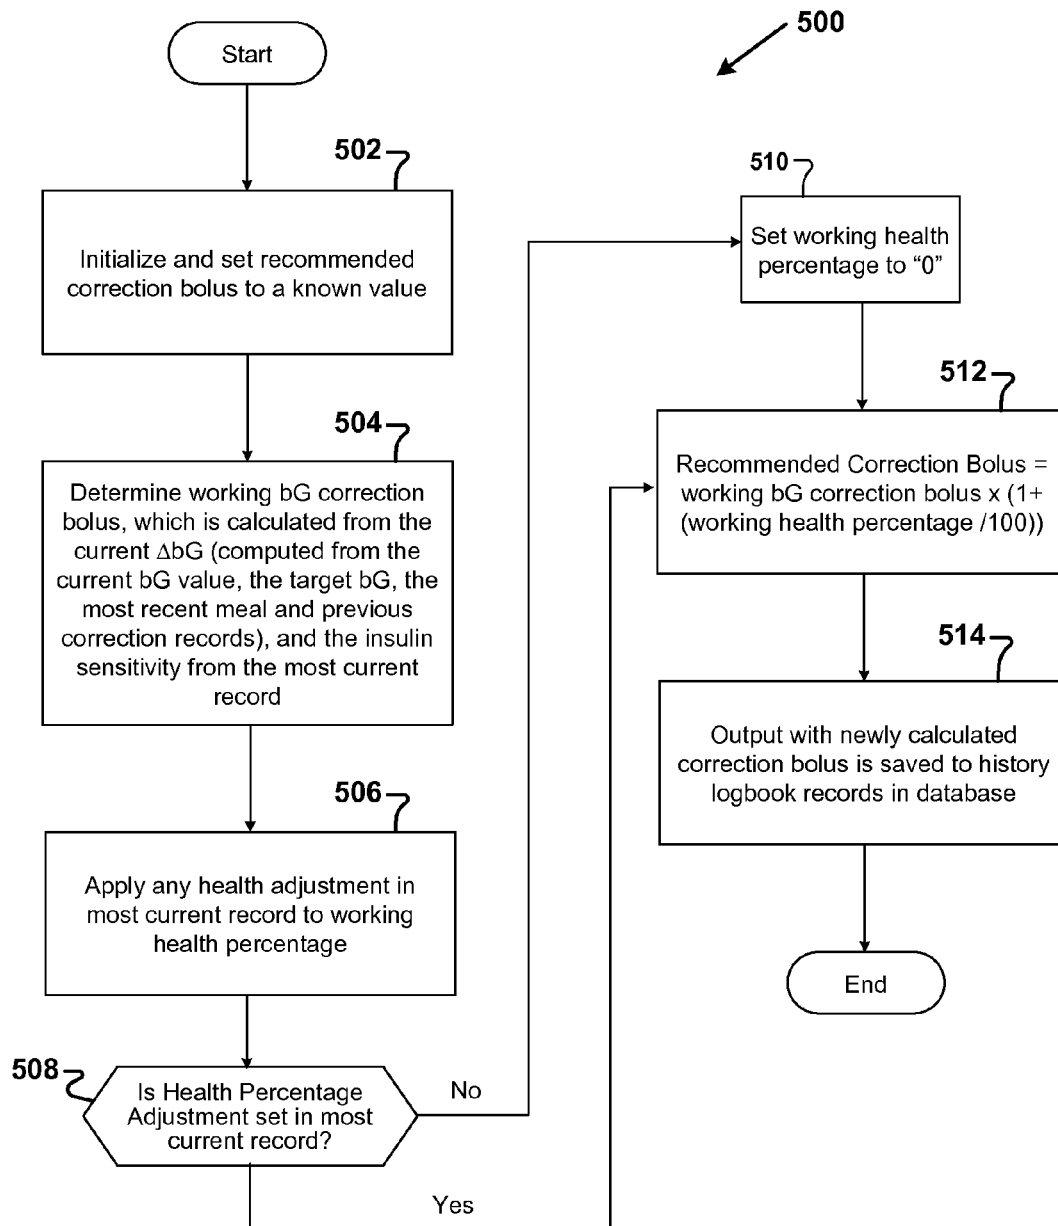 500
Start
502
Initialize and set recommended
correction bolus to a known value
504
Determine working bG correction
bolus, which is calculated from the
current ΔbG (computed from the
current bG value, the target bG, the
most recent meal and previous
correction records), and the insulin
sensitivity from the most current
record
506
Apply any health adjustment in
most current record to working
health percentage
508
Is Health Percentage
Adjustment set in most
current record?
No
Yes
510
Set working health
percentage to “0”
512
Recommended Correction Bolus =
working bG correction bolus x (1+
(working health percentage /100))
514
Output with newly calculated
correction bolus is saved to history
logbook records in database
End